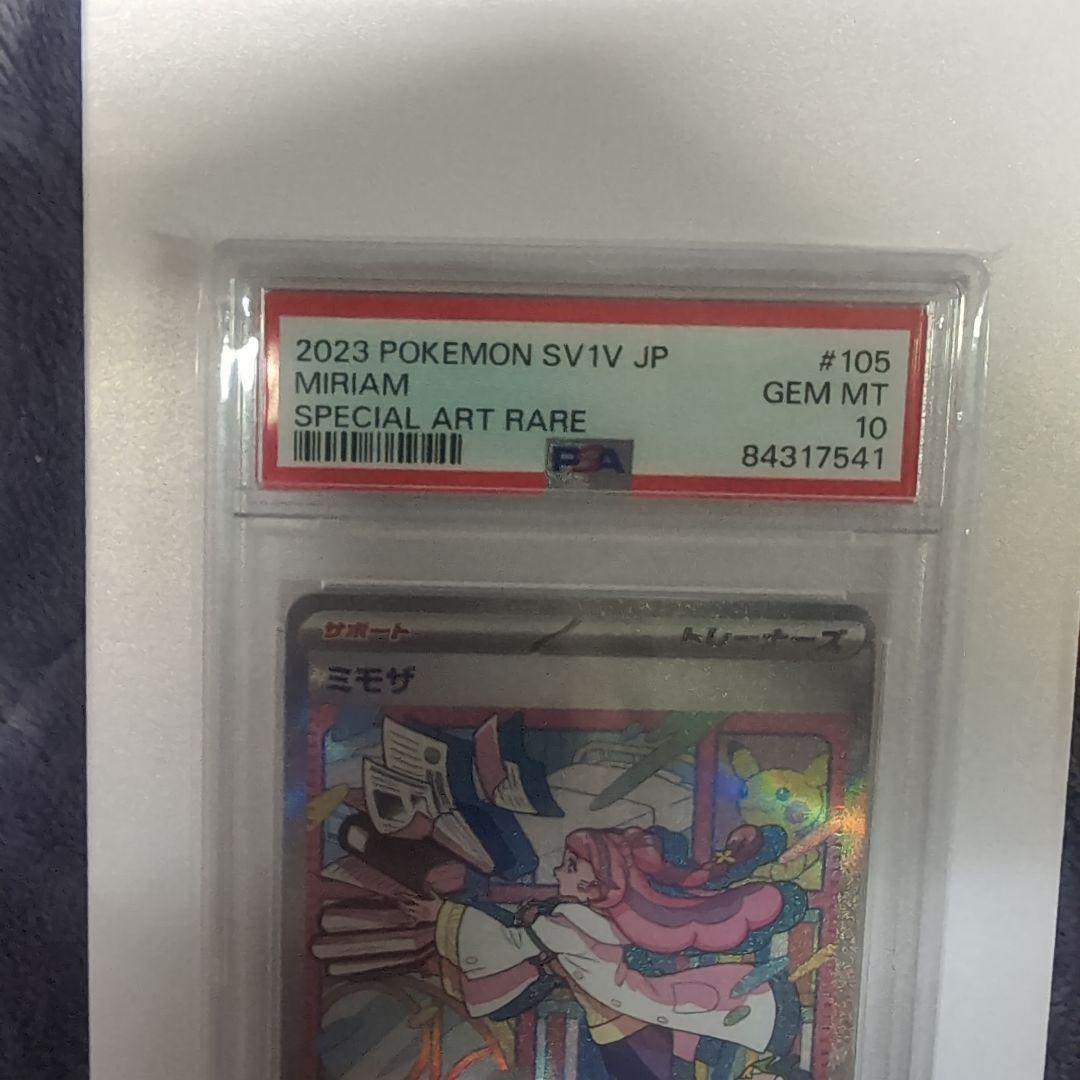 2023 POKEMON SV1V JP #105
MIRIAM GEM MT
SPECIAL ART RARE 10
PSA 84317541
サポート トレーナーズ
ミモザ